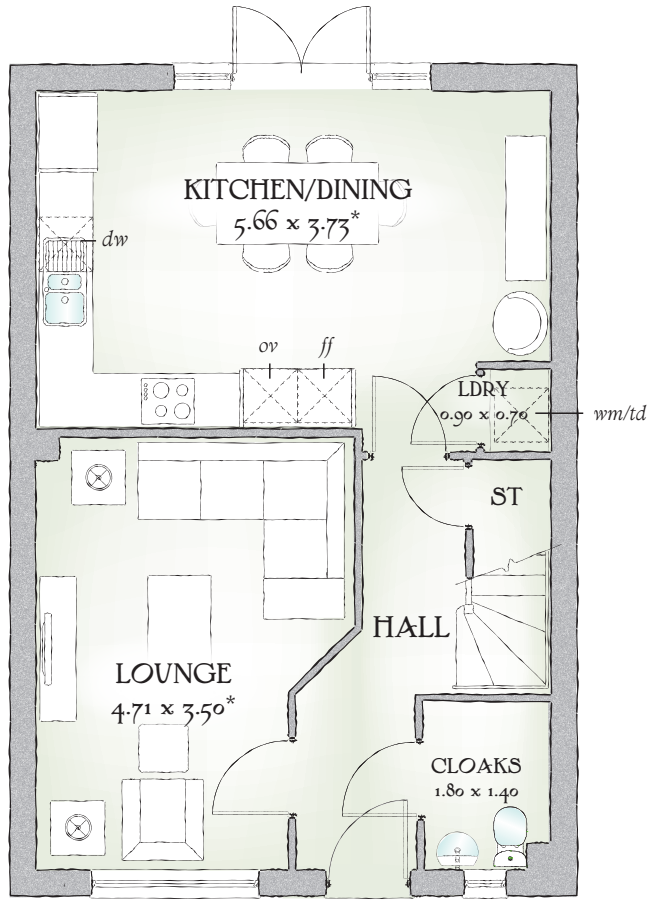 KITCHEN/DINING
5.66 x 3.73*
dw
ov
ff
LDRY
0.90 x 0.70
wm/td
ST
HALL
LOUNGE
4.71 x 3.50*
CLOAKS
1.80 x 1.40